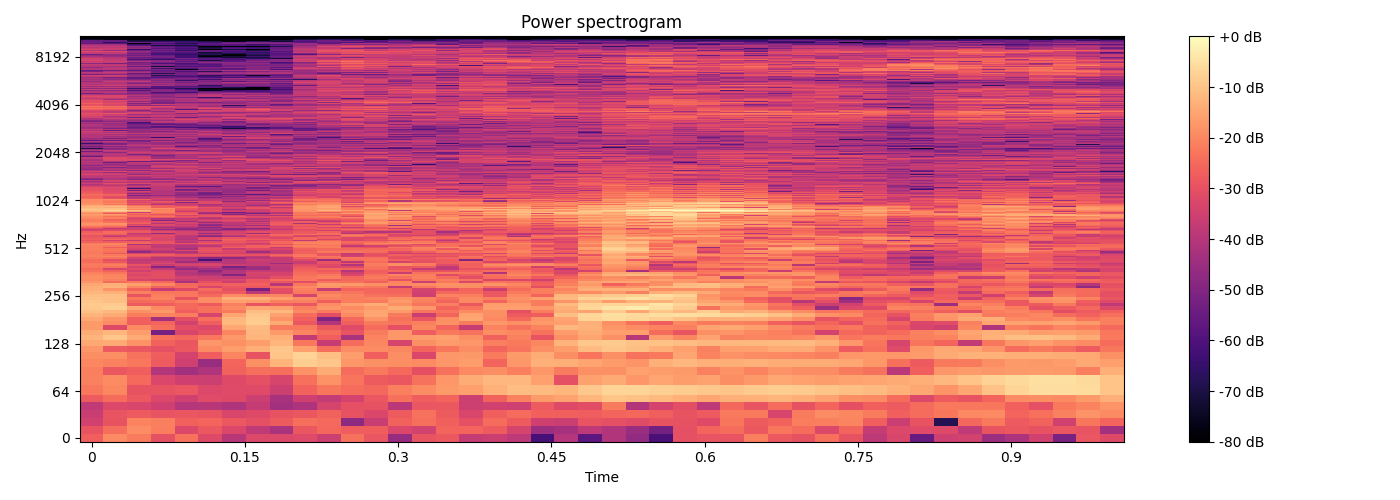 Power spectrogram
Hz
8192
4096
2048
1024
512
256
128
64
0
0 0.15 0.3 0.45 0.6 0.75 0.9
Time
+0 dB
-10 dB
-20 dB
-30 dB
-40 dB
-50 dB
-60 dB
-70 dB
-80 dB